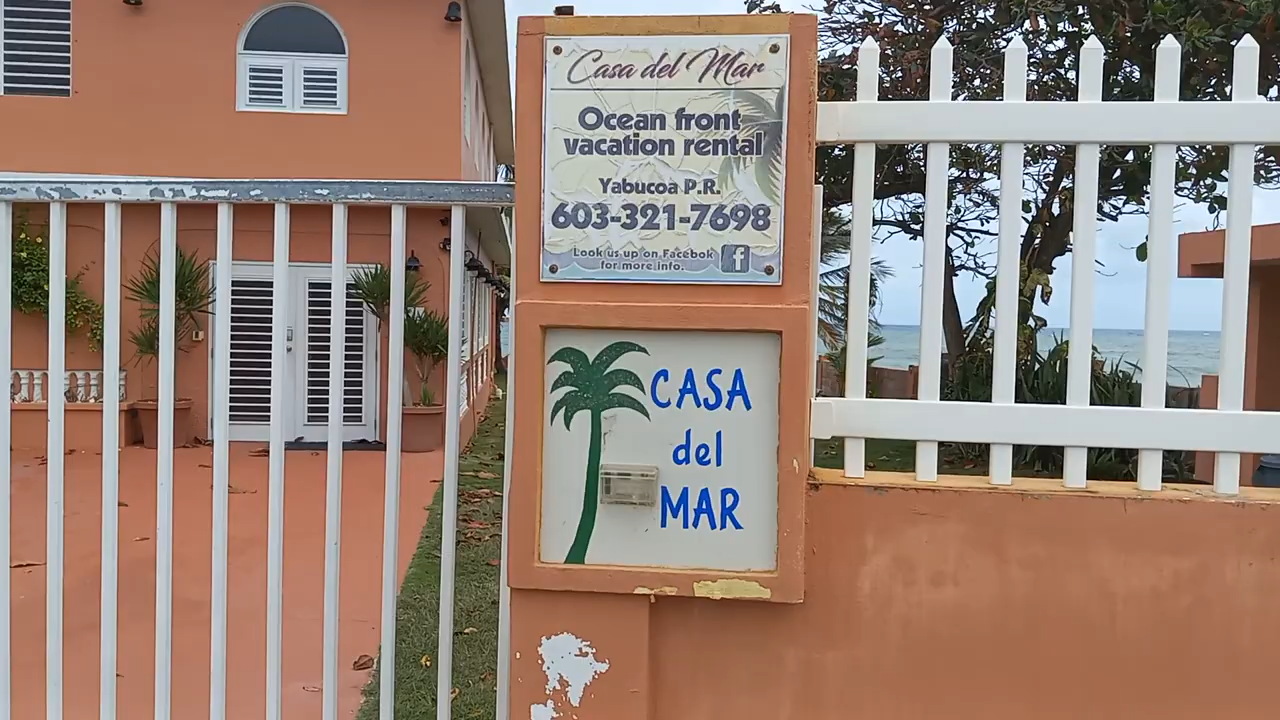 Casa del Mar
Ocean front
vacation rental
Yabucoa P.R.
603-321-7698
Look us up on Facebok
for more info.
f
CASA
del
MAR